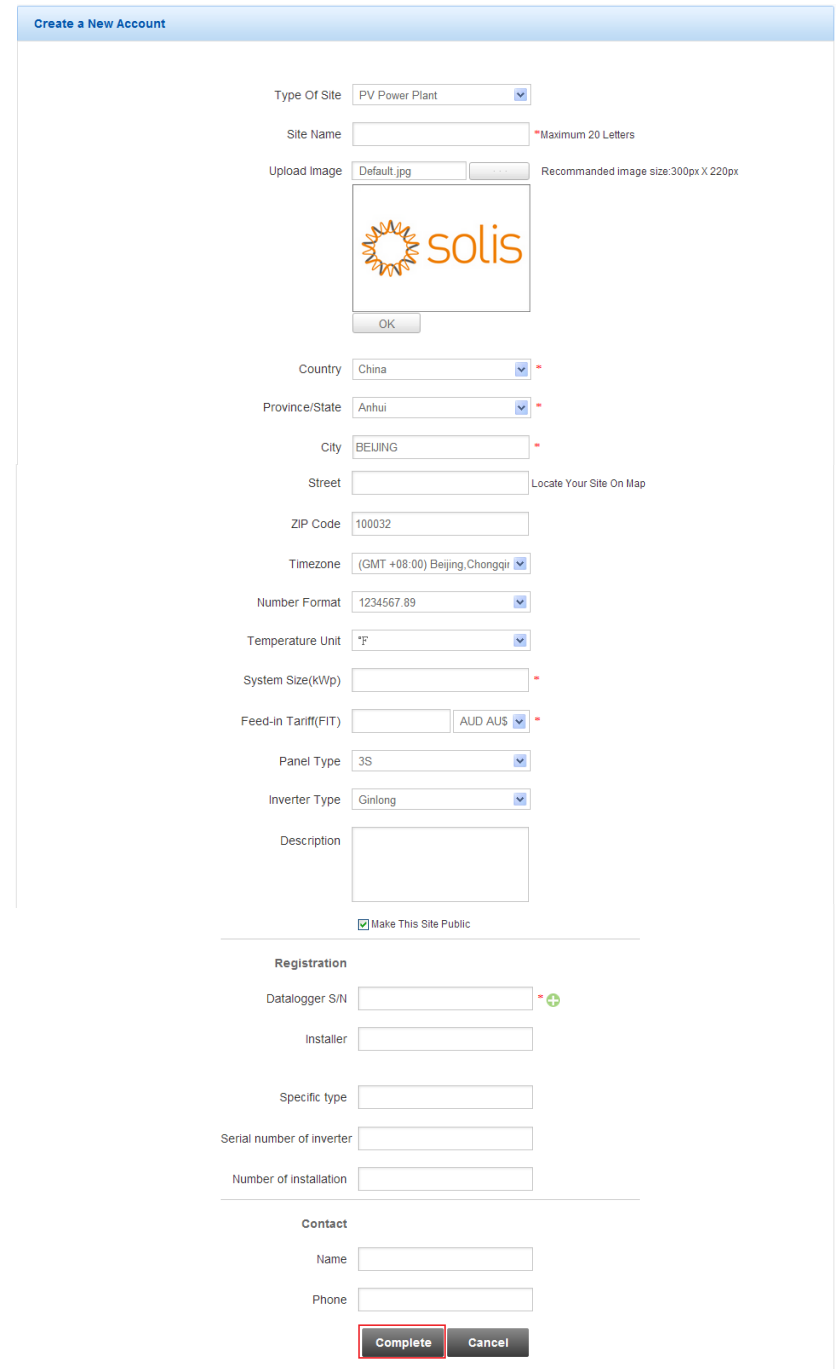 Create a New Account
Type Of Site PV Power Plant
Site Name *Maximum 20 Letters
Upload Image Default.jpg ... Recommanded image size:300px X 220px
solis
OK
Country China *
Province/State Anhui *
City BEIJING *
Street Locate Your Site On Map
ZIP Code 100032
Timezone (GMT +08:00) Beijing,Chongqir
Number Format 1234567.89
Temperature Unit °F
System Size(kWp) *
Feed-in Tariff(FIT) AUD AU$ *
Panel Type 3S
Inverter Type Ginlong
Description
Make This Site Public
Registration
Datalogger S/N *
Installer
Specific type
Serial number of inverter
Number of installation
Contact
Name
Phone
Complete Cancel